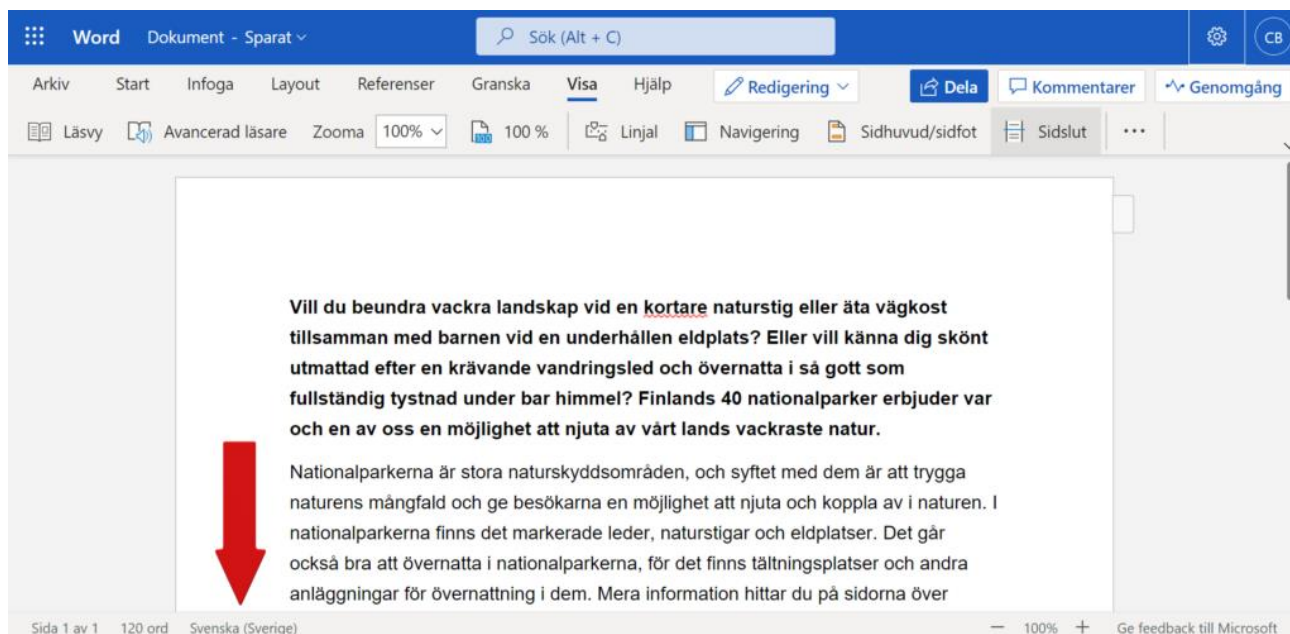 Word Dokument - Sparat Sök (Alt + C) CB
Arkiv Start Infoga Layout Referenser Granska Visa Hjälp Redigering Dela Kommentarer Genomgång
Läsvy Avancerad läsare Zooma 100% 100 100 % Linjal Navigering Sidhuvud/sidfot Sidslut ...
Vill du beundra vackra landskap vid en kortare naturstig eller äta vägkost
tillsamman med barnen vid en underhållen eldplats? Eller vill känna dig skönt
utmattad efter en krävande vandringsled och övernatta i så gott som
fullständig tystnad under bar himmel? Finlands 40 nationalparker erbjuder var
och en av oss en möjlighet att njuta av vårt lands vackraste natur.
Nationalparkerna är stora naturskyddsområden, och syftet med dem är att trygga
naturens mångfald och ge besökarna en möjlighet att njuta och koppla av i naturen. I
nationalparkerna finns det markerade leder, naturstigar och eldplatser. Det går
också bra att övernatta i nationalparkerna, för det finns tältningsplatser och andra
anläggningar för övernattning i dem. Mera information hittar du på sidorna över
Sida 1 av 1 120 ord Svenska (Sverige) — 100% + Ge feedback till Microsoft